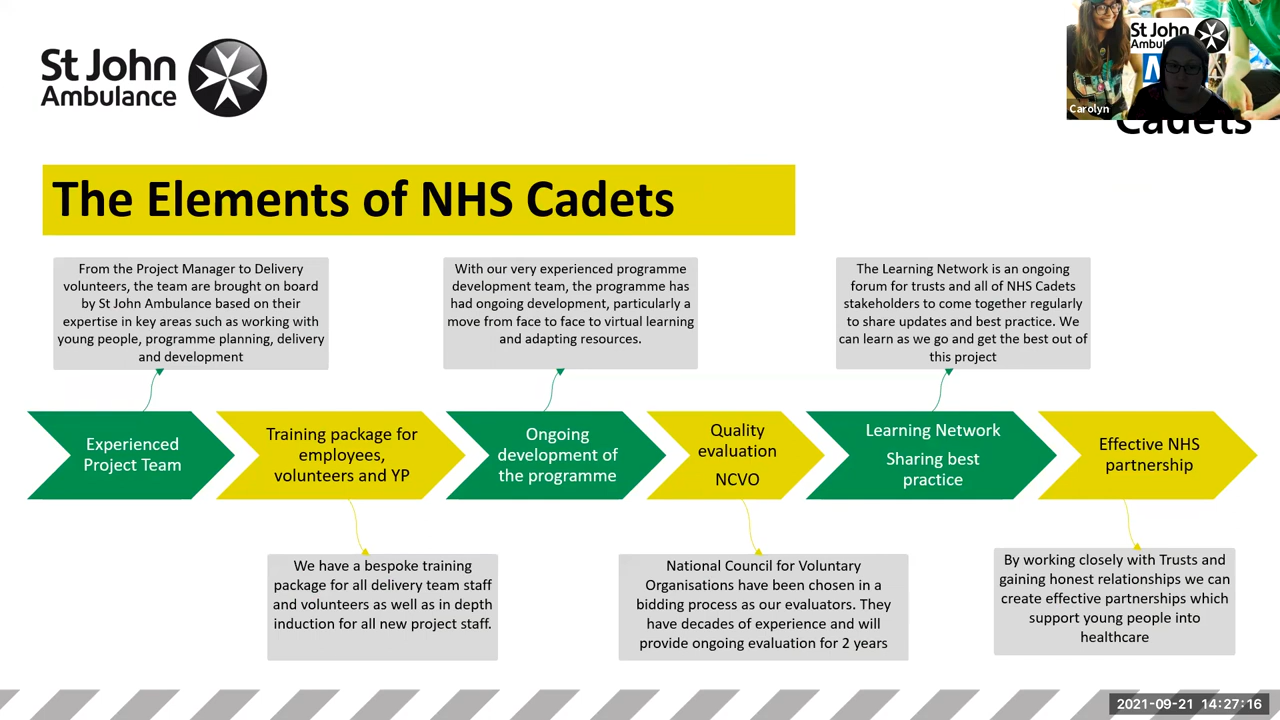 St John
Ambulance
St John
Carolyn
Cadets
The Elements of NHS Cadets
From the Project Manager to Delivery
volunteers, the team are brought on board
by St John Ambulance based on their
expertise in key areas such as working with
young people, programme planning, delivery
and development
With our very experienced programme
development team, the programme has
had ongoing development, particularly a
move from face to face to virtual learning
and adapting resources.
The Learning Network is an ongoing
forum for trusts and all of NHS Cadets
stakeholders to come together regularly
to share updates and best practice. We
can learn as we go and get the best out of
this project
Experienced
Project Team
Training package for
employees,
volunteers and YP
Ongoing
development of
the programme
Quality
evaluation
NCVO
Learning Network
Sharing best
practice
Effective NHS
partnership
We have a bespoke training
package for all delivery team staff
and volunteers as well as in depth
induction for all new project staff.
National Council for Voluntary
Organisations have been chosen in a
bidding process as our evaluators. They
have decades of experience and will
provide ongoing evaluation for 2 years
By working closely with Trusts and
gaining honest relationships we can
create effective partnerships which
support young people into
healthcare
2021-09-21 14:27:16